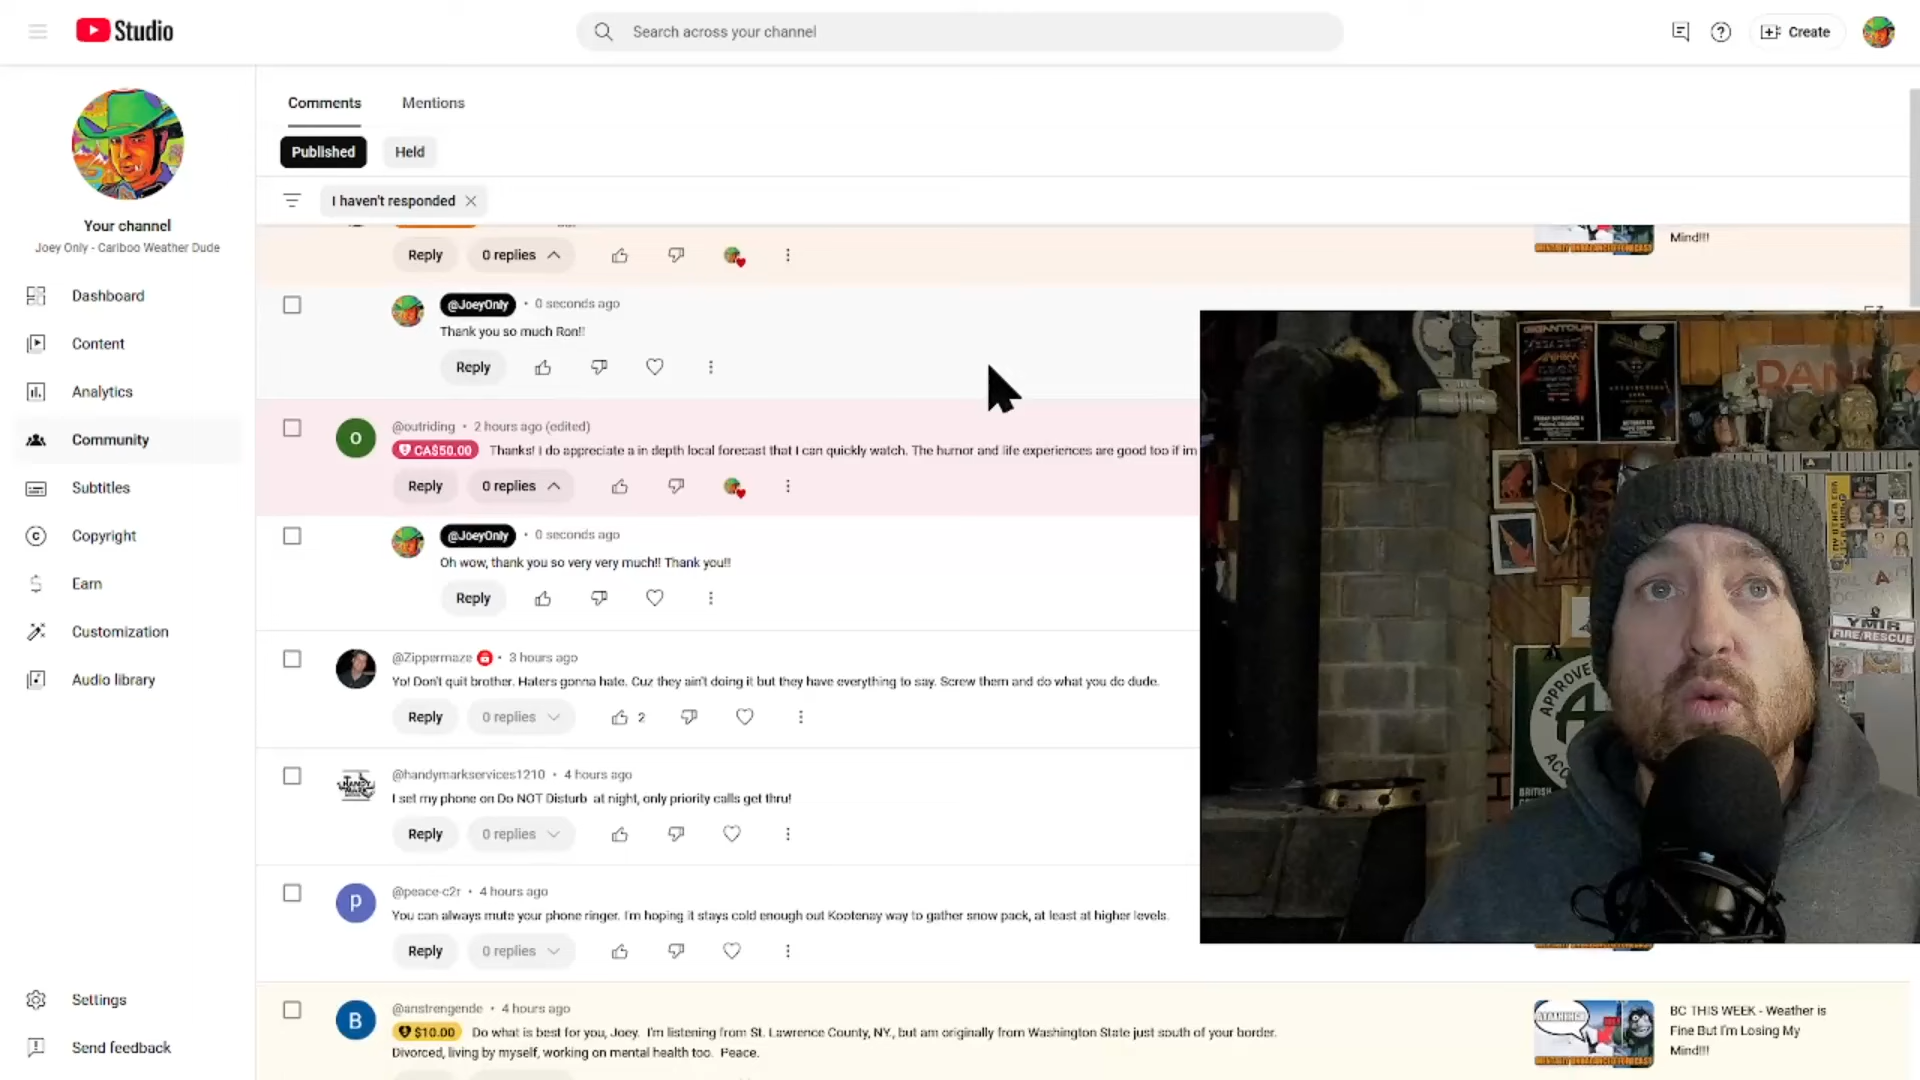 Studio
Search across your channel
Create
Your channel
Joey Only - Cariboo Weather Dude
Dashboard
Content
Analytics
Community
Subtitles
Copyright
Earn
Customization
Audio library
Settings
Send feedback
Comments
Mentions
Published
Held
I haven't responded
Reply
0 replies
Mind!!!
@JoeyOnly • 0 seconds ago
Thank you so much Ron!!
Reply
@outriding • 2 hours ago (edited)
CA$50.00 Thanks! I do appreciate a in depth local forecast that I can quickly watch. The humor and life experiences are good too if im
Reply
0 replies
@JoeyOnly • 0 seconds ago
Oh wow, thank you so very very much!! Thank you!!
Reply
@Zippermaze • 3 hours ago
Yo! Don't quit brother. Haters gonna hate. Cuz they ain't doing it but they have everything to say. Screw them and do what you do dude.
Reply
0 replies
2
@handymarkservices1210 • 4 hours ago
I set my phone on Do NOT Disturb at night, only priority calls get thru!
Reply
0 replies
P
@peace-c2r • 4 hours ago
You can always mute your phone ringer. I'm hoping it stays cold enough out Kootenay way to gather snow pack, at least at higher levels.
Reply
0 replies
B
@anstrengende • 4 hours ago
$10.00 Do what is best for you, Joey. I'm listening from St. Lawrence County, NY., but am originally from Washington State just south of your border.
Divorced, living by myself, working on mental health too. Peace.
BC THIS WEEK - Weather is
Fine But I'm Losing My
Mind!!!
GIGANTOUR
DAN
APPROVE
BRITISH
YMIR
FIRE/RESCUE